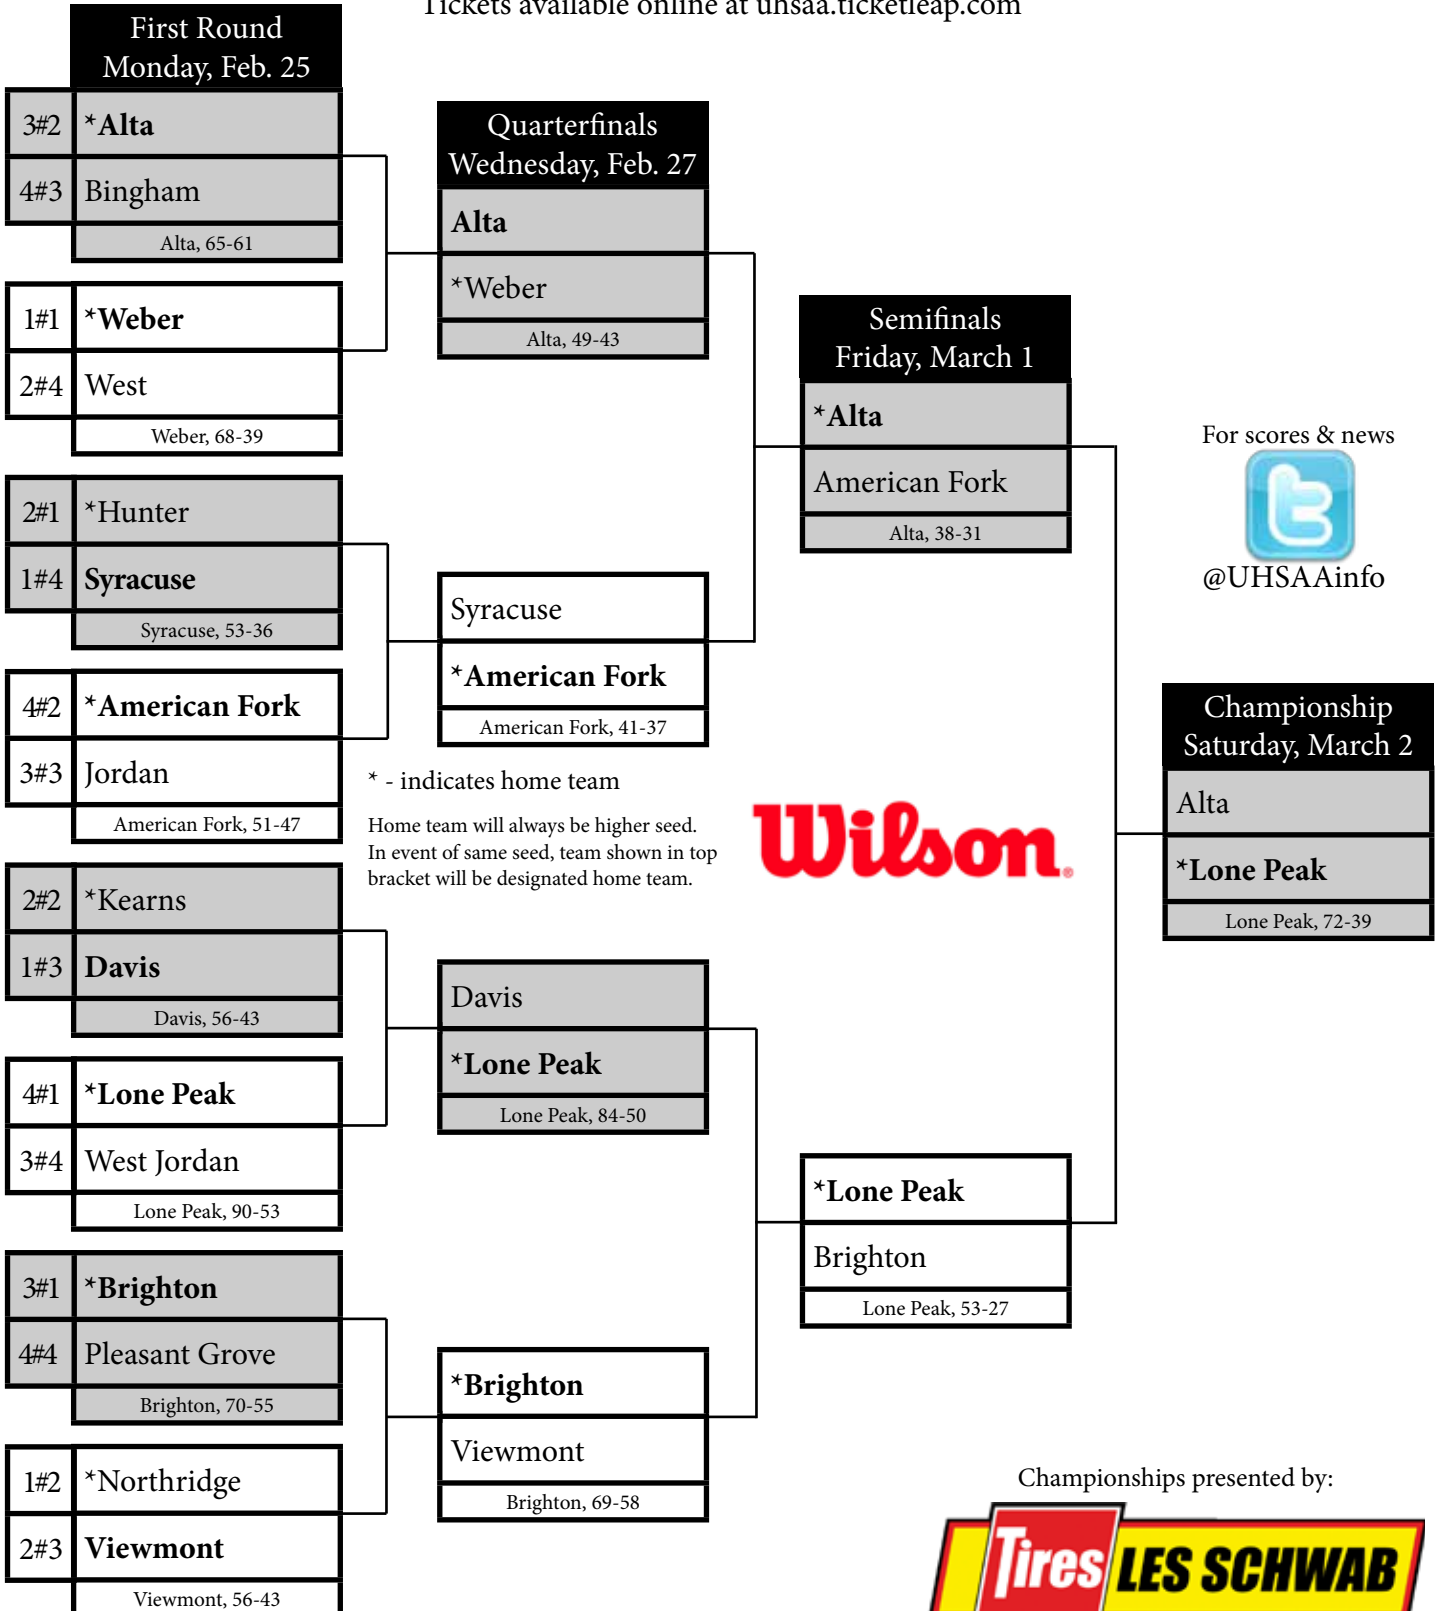 Tickets available online at uhsaa.ticketleap.com
First Round
Monday, Feb. 25
3#2 *Alta
4#3 Bingham
Alta, 65-61
1#1 *Weber
2#4 West
Weber, 68-39
2#1 *Hunter
1#4 Syracuse
Syracuse, 53-36
4#2 *American Fork
3#3 Jordan
American Fork, 51-47
2#2 *Kearns
1#3 Davis
Davis, 56-43
4#1 *Lone Peak
3#4 West Jordan
Lone Peak, 90-53
3#1 *Brighton
4#4 Pleasant Grove
Brighton, 70-55
1#2 *Northridge
2#3 Viewmont
Viewmont, 56-43
Quarterfinals
Wednesday, Feb. 27
Alta
*Weber
Alta, 49-43
Syracuse
*American Fork
American Fork, 41-37
* - indicates home team
Home team will always be higher seed.
In event of same seed, team shown in top
bracket will be designated home team.
Davis
*Lone Peak
Lone Peak, 84-50
*Brighton
Viewmont
Brighton, 69-58
Semifinals
Friday, March 1
*Alta
American Fork
Alta, 38-31
Wilson®
*Lone Peak
Brighton
Lone Peak, 53-27
For scores & news
t
@UHSAAinfo
Championship
Saturday, March 2
Alta
*Lone Peak
Lone Peak, 72-39
Championships presented by:
Tires LES SCHWAB